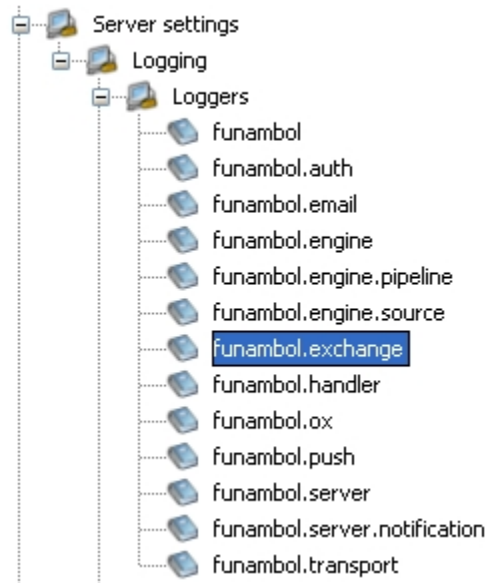 Server settings
Logging
Loggers
funambol
funambol.auth
funambol.email
funambol.engine
funambol.engine.pipeline
funambol.engine.source
funambol.exchange
funambol.handler
funambol.ox
funambol.push
funambol.server
funambol.server.notification
funambol.transport